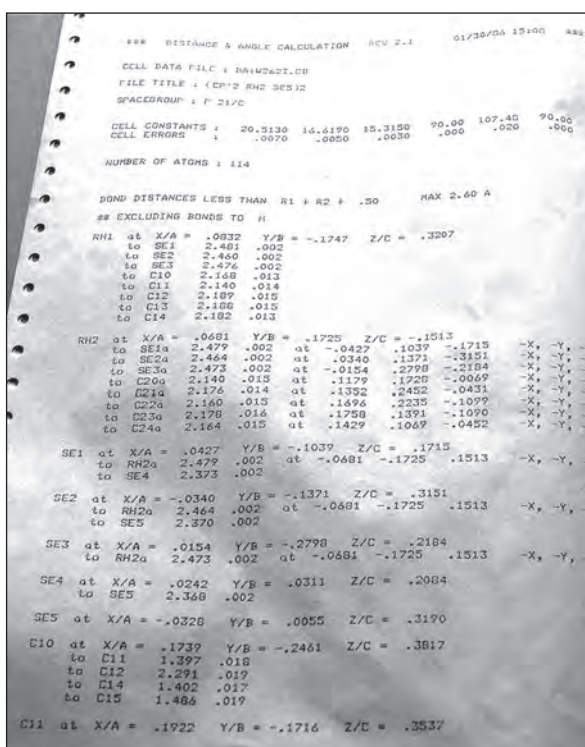 ### DISTANCE & ANGLE CALCULATION REV 2.1 01/30/86 15:00 ###
CELL DATA FILE : DA:W262I.CD
FILE TITLE : (CP'2 RH2 SE5)2
SPACEGROUP : P 21/C
CELL CONSTANTS : 20.5130 16.6190 15.3150 90.00 107.40 90.00
CELL ERRORS : .0070 .0050 .0030 .000 .020 .000
NUMBER OF ATOMS : 114
BOND DISTANCES LESS THAN R1 + R2 + .50 MAX 2.60 A
## EXCLUDING BONDS TO H
RH1 at X/A = .0832 Y/B = -.1747 Z/C = .3207
to SE1 2.481 .002
to SE2 2.460 .002
to SE3 2.476 .002
to C10 2.168 .013
to C11 2.140 .014
to C12 2.189 .015
to C13 2.188 .015
to C14 2.182 .013
RH2 at X/A = .0681 Y/B = .1725 Z/C = -.1513
to SE1a 2.479 .002 at -.0427 .1039 -.1715 -X, -Y, -
to SE2a 2.464 .002 at .0340 .1371 -.3151 -X, -Y, -
to SE3a 2.473 .002 at -.0154 .2798 -.2184 -X, -Y, -
to C20a 2.140 .015 at .1179 .1728 -.0069 -X, -Y, -
to C21a 2.176 .014 at .1352 .2452 -.0431 -X, -Y, -
to C22a 2.160 .015 at .1696 .2235 -.1099 -X, -Y, -
to C23a 2.178 .016 at .1758 .1391 -.1090 -X, -Y, -
to C24a 2.164 .015 at .1429 .1069 -.0452 -X, -Y, -
SE1 at X/A = .0427 Y/B = -.1039 Z/C = .1715
to RH2a 2.479 .002 at -.0681 -.1725 .1513 -X, -Y,
to SE4 2.373 .002
SE2 at X/A = -.0340 Y/B = -.1371 Z/C = .3151
to RH2a 2.464 .002 at -.0681 -.1725 .1513 -X, -Y,
to SE5 2.370 .002
SE3 at X/A = .0154 Y/B = -.2798 Z/C = .2184
to RH2a 2.473 .002 at -.0681 -.1725 .1513 -X, -Y,
SE4 at X/A = .0242 Y/B = .0311 Z/C = .2084
to SE5 2.368 .002
SE5 at X/A = -.0328 Y/B = .0055 Z/C = .3190
C10 at X/A = .1739 Y/B = -.2461 Z/C = .3817
to C11 1.397 .018
to C12 2.291 .019
to C14 1.402 .017
to C15 1.486 .019
C11 at X/A = .1922 Y/B = -.1716 Z/C = .3537